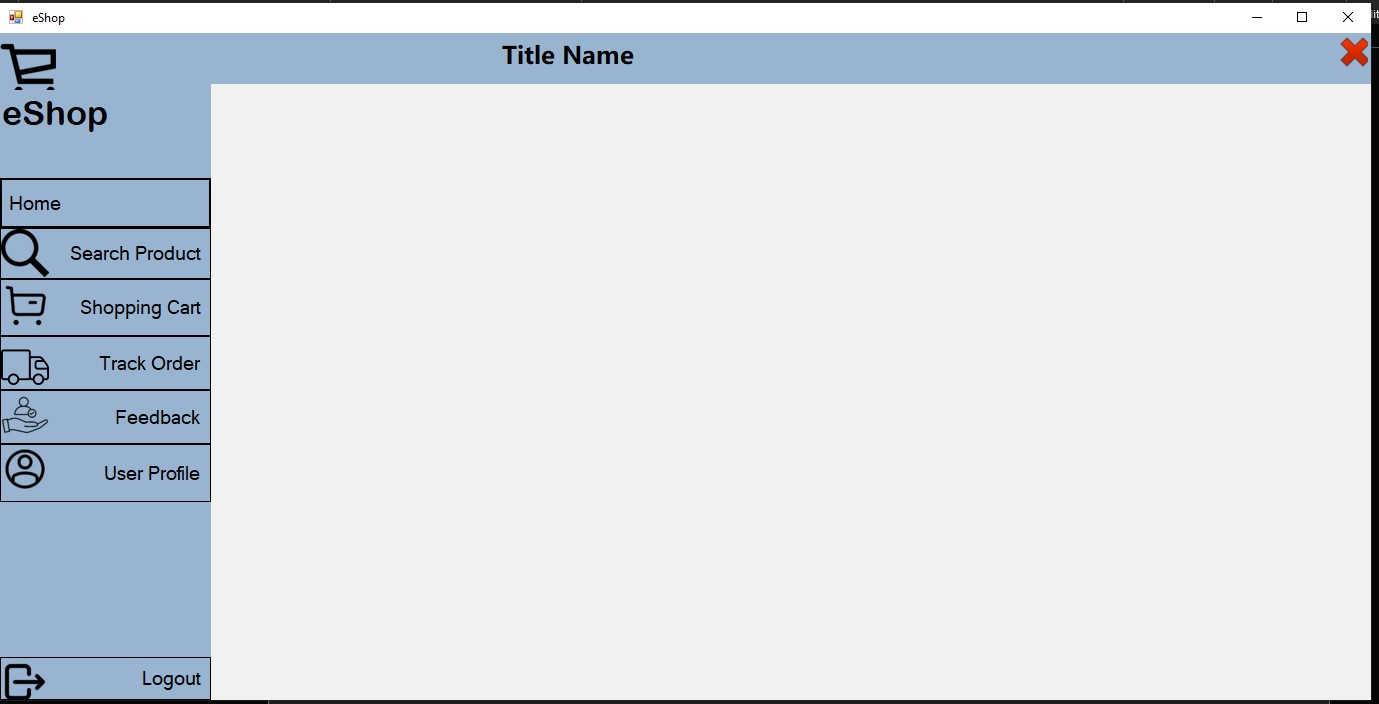 eShop
Title Name
eShop
Home
Search Product
Shopping Cart
Track Order
Feedback
User Profile
Logout